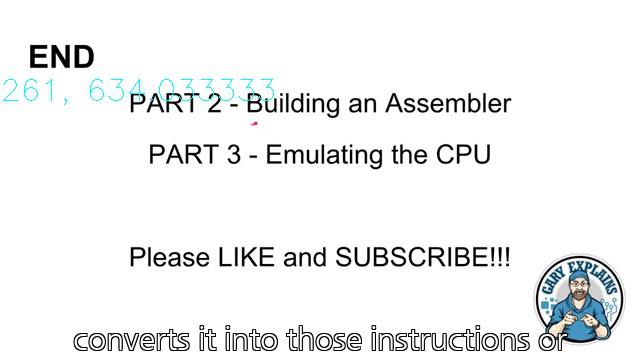 END
261, 634.033333
PART 2 - Building an Assembler
PART 3 - Emulating the CPU
Please LIKE and SUBSCRIBE!!!
GARY EXPLAINS
converts it into those instructions or